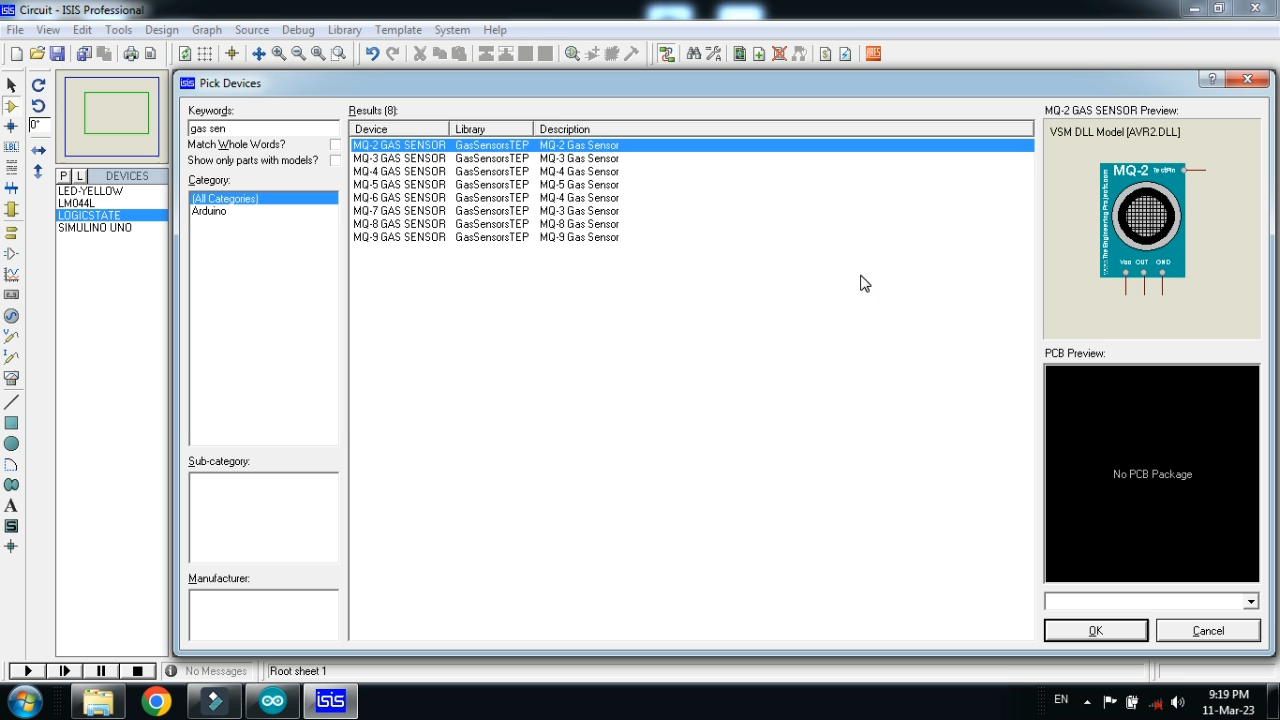 Circuit - ISIS Professional
File View Edit Tools Design Graph Source Debug Library Template System Help
Pick Devices
Keywords:
gas sen
Match Whole Words?
Show only parts with models?
Category:
(All Categories)
Arduino
Sub-category:
Manufacturer:
Results (8):
Device Library Description
MQ-2 GAS SENSOR GasSensorsTEP MQ-2 Gas Sensor
MQ-3 GAS SENSOR GasSensorsTEP MQ-3 Gas Sensor
MQ-4 GAS SENSOR GasSensorsTEP MQ-4 Gas Sensor
MQ-5 GAS SENSOR GasSensorsTEP MQ-5 Gas Sensor
MQ-6 GAS SENSOR GasSensorsTEP MQ-4 Gas Sensor
MQ-7 GAS SENSOR GasSensorsTEP MQ-3 Gas Sensor
MQ-8 GAS SENSOR GasSensorsTEP MQ-8 Gas Sensor
MQ-9 GAS SENSOR GasSensorsTEP MQ-9 Gas Sensor
MQ-2 GAS SENSOR Preview:
VSM DLL Model [AVR2.DLL]
MQ-2 TestPin
OUT GND
PCB Preview:
No PCB Package
OK Cancel
0°
LBL
ARES
P L DEVICES
LED-YELLOW
LM044L
LOGICSTATE
SIMULINO UNO
A
S
No Messages Root sheet 1
isis
EN
9:19 PM
11-Mar-23